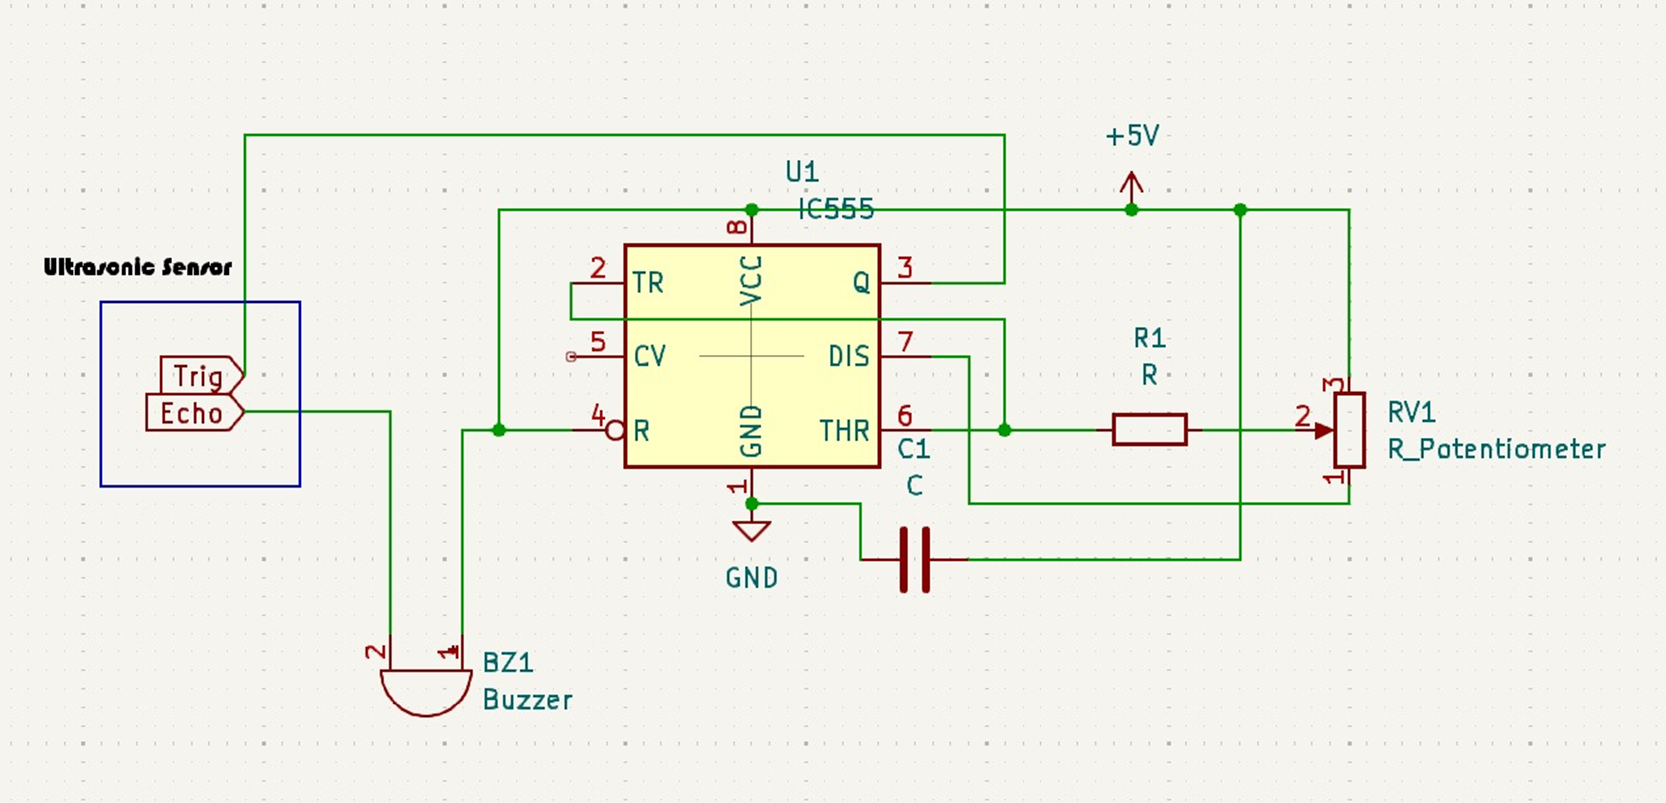 +5V
U1
IC555
8
Ultrasonic Sensor
2
TR
VCC
Q
3
5
CV
DIS
7
R1
R
Trig
Echo
4
R
GND
THR
6
C1
C
3
2
1
RV1
R_Potentiometer
1
GND
2
1
BZ1
Buzzer